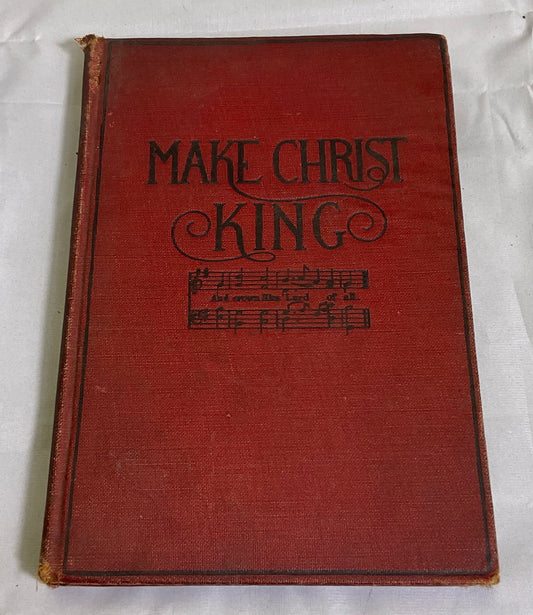 MAKE CHRIST
KING
And crown Him Lord of all.